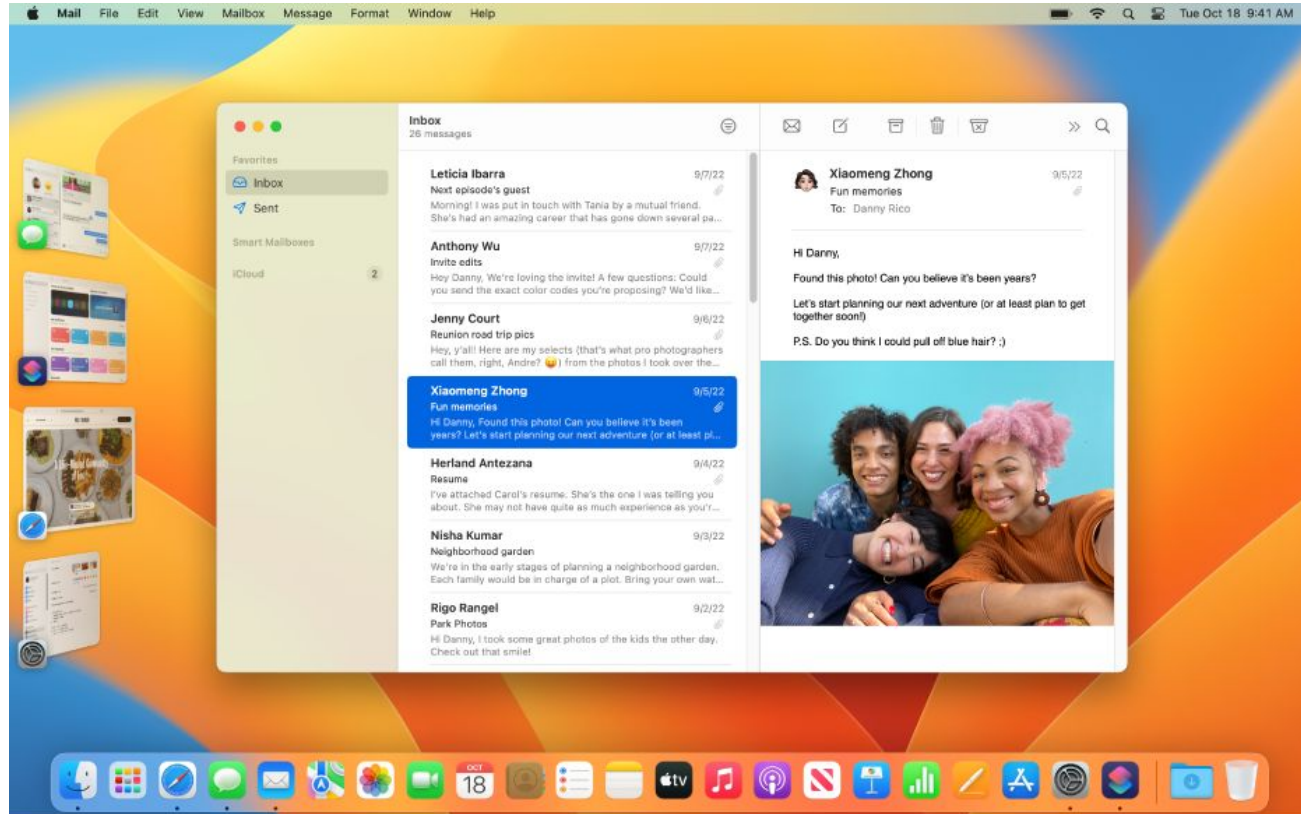 Mail File Edit View Mailbox Message Format Window Help
Tue Oct 18 9:41 AM
Favorites
Inbox
Sent
Smart Mailboxes
iCloud 2
Inbox
26 messages
Leticia Ibarra 9/7/22
Next episode's guest
Morning! I was put in touch with Tania by a mutual friend.
She's had an amazing career that has gone down several pa...
Anthony Wu 9/7/22
Invite edits
Hey Danny, We're loving the invite! A few questions: Could
you send the exact color codes you're proposing? We'd like...
Jenny Court 9/6/22
Reunion road trip pics
Hey, y'all! Here are my selects (that's what pro photographers
call them, right, Andre? 😜) from the photos I took over the...
Xiaomeng Zhong 9/5/22
Fun memories
Hi Danny, Found this photo! Can you believe it's been
years? Let's start planning our next adventure (or at least pl...
Herland Antezana 9/4/22
Resume
I've attached Carol's resume. She's the one I was telling you
about. She may not have quite as much experience as you'r...
Nisha Kumar 9/3/22
Neighborhood garden
We're in the early stages of planning a neighborhood garden.
Each family would be in charge of a plot. Bring your own wat...
Rigo Rangel 9/2/22
Park Photos
Hi Danny, I took some great photos of the kids the other day.
Check out that smile!
Xiaomeng Zhong 9/5/22
Fun memories
To: Danny Rico
Hi Danny,
Found this photo! Can you believe it's been years?
Let's start planning our next adventure (or at least plan to get
together soon!)
P.S. Do you think I could pull off blue hair? ;)
OCT
18
tv